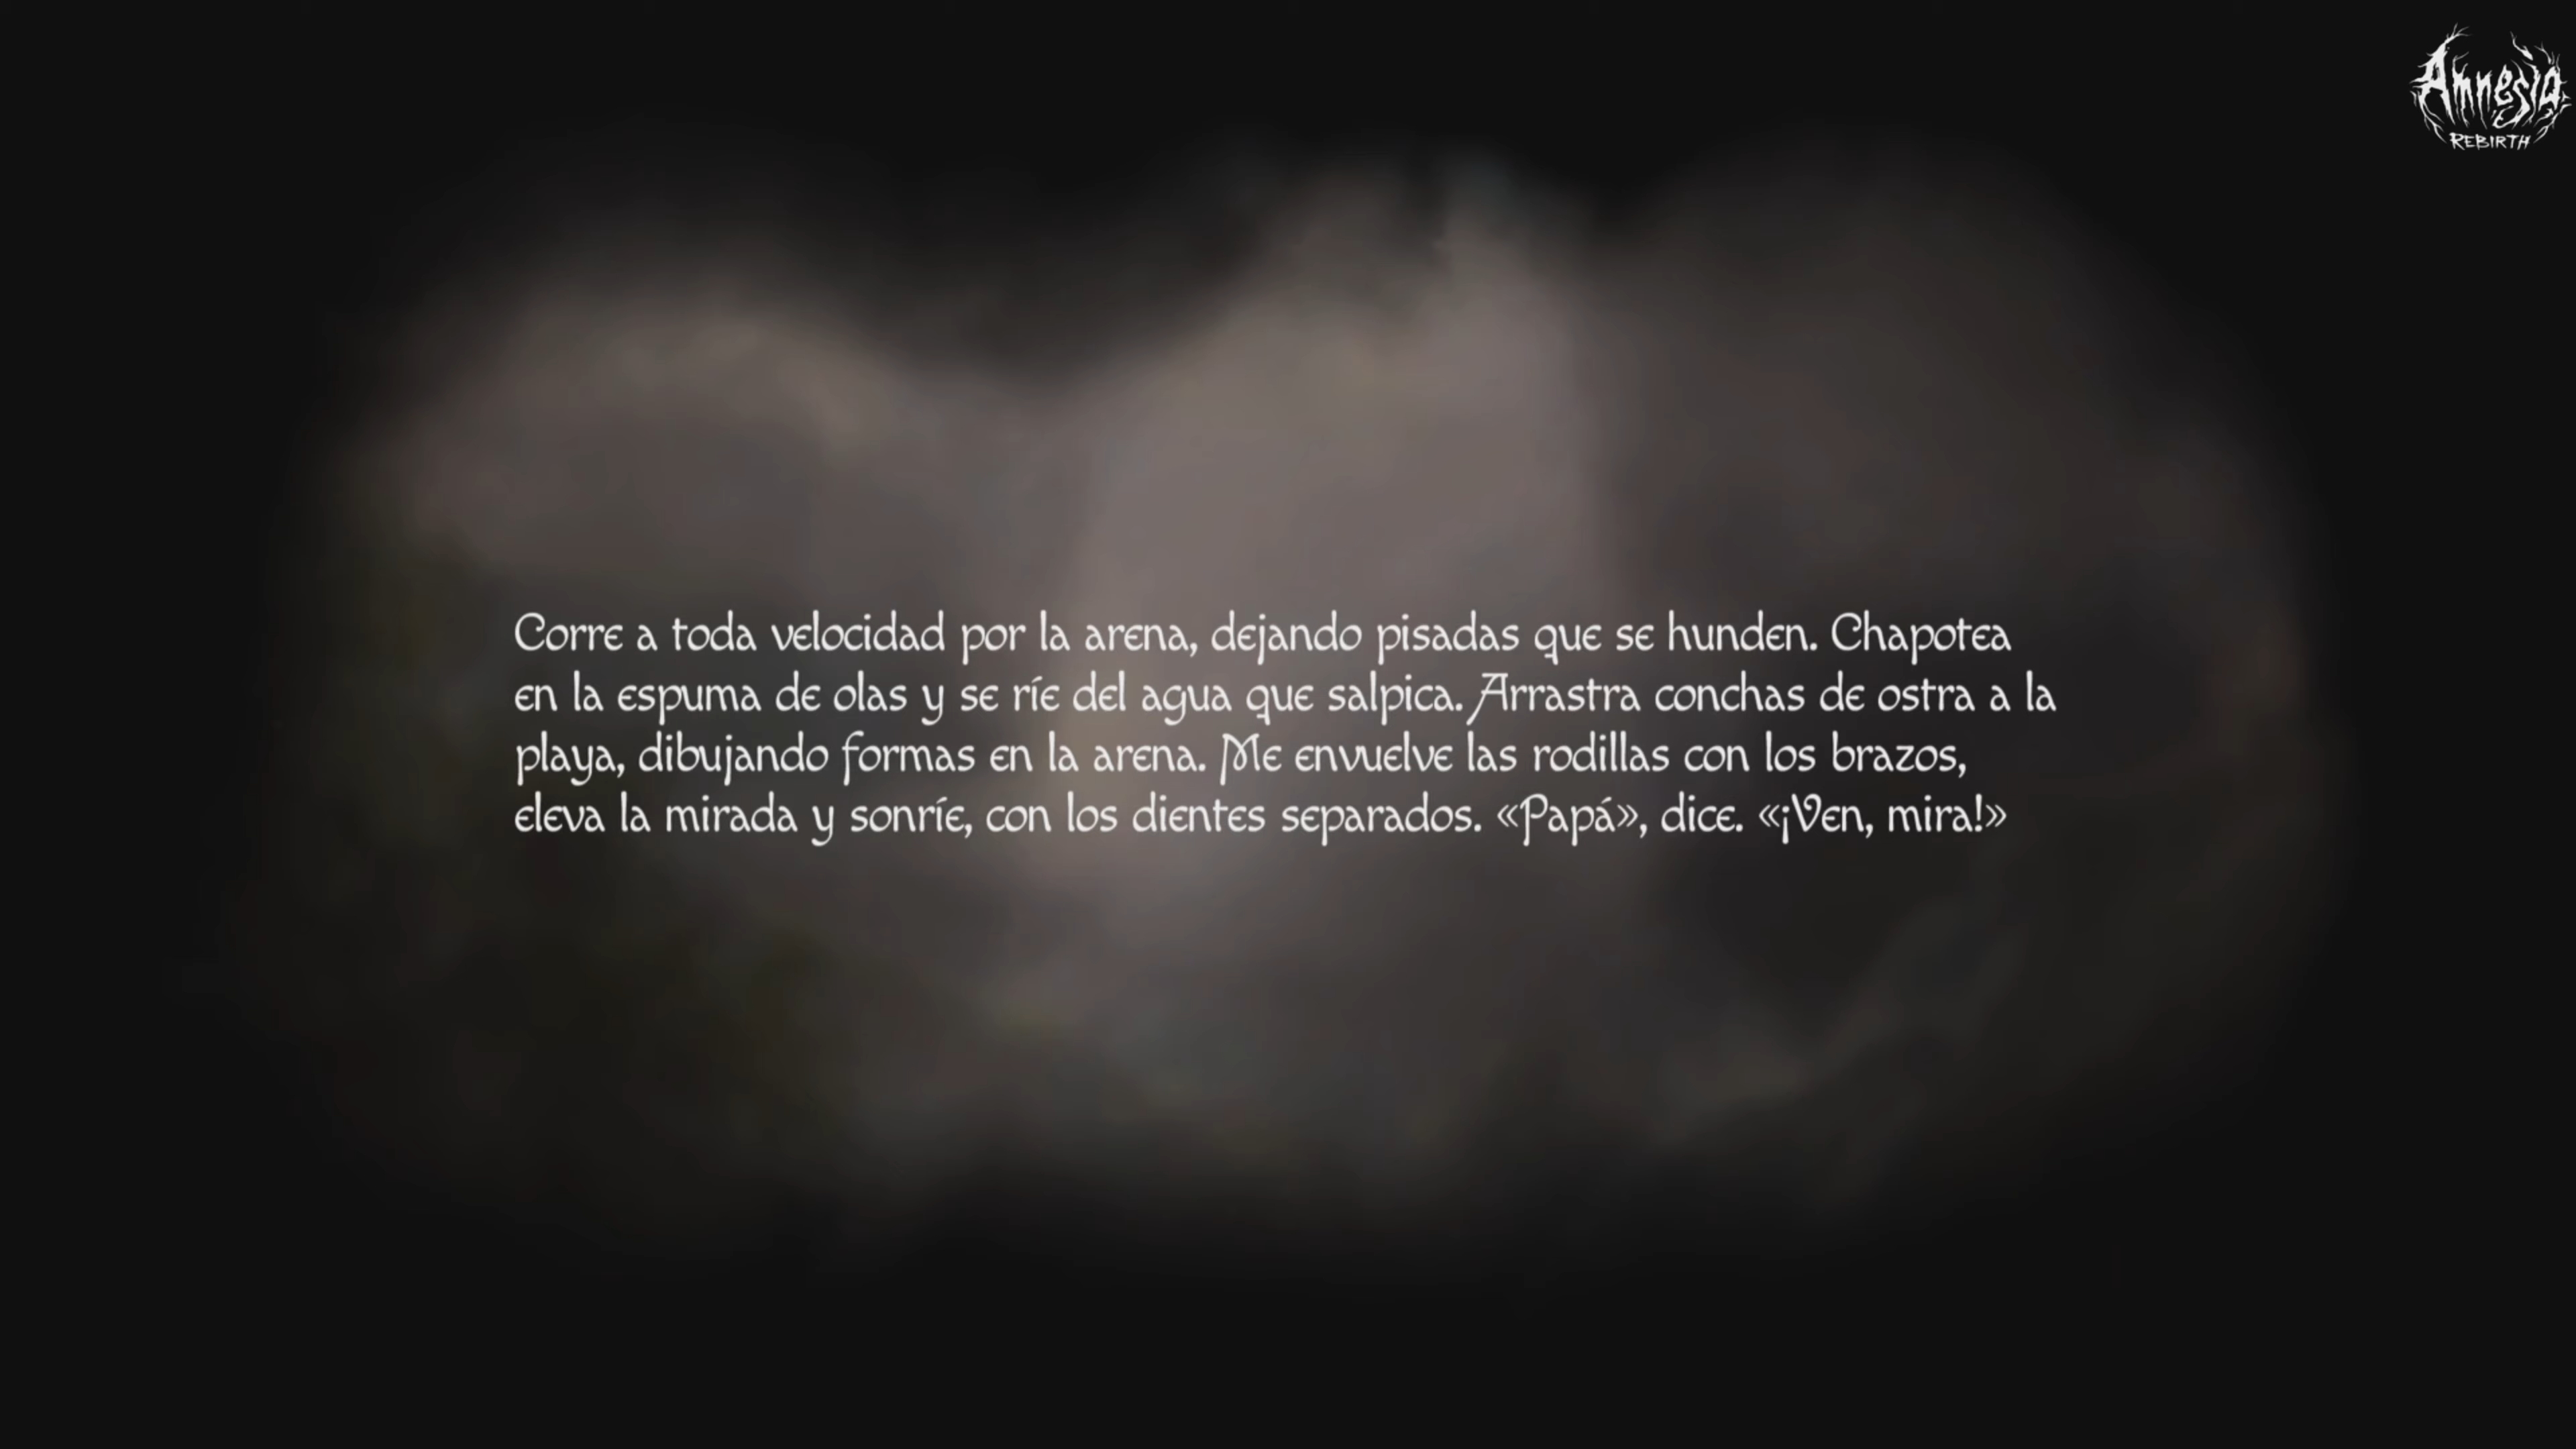 Amnesia
REBIRTH
Corre a toda velocidad por la arena, dejando pisadas que se hunden. Chapotea
en la espuma de olas y se ríe del agua que salpica. Arrastra conchas de ostra a la
playa, dibujando formas en la arena. Me envuelve las rodillas con los brazos,
eleva la mirada y sonríe, con los dientes separados. «Papá», dice. «¡Ven, mira!»